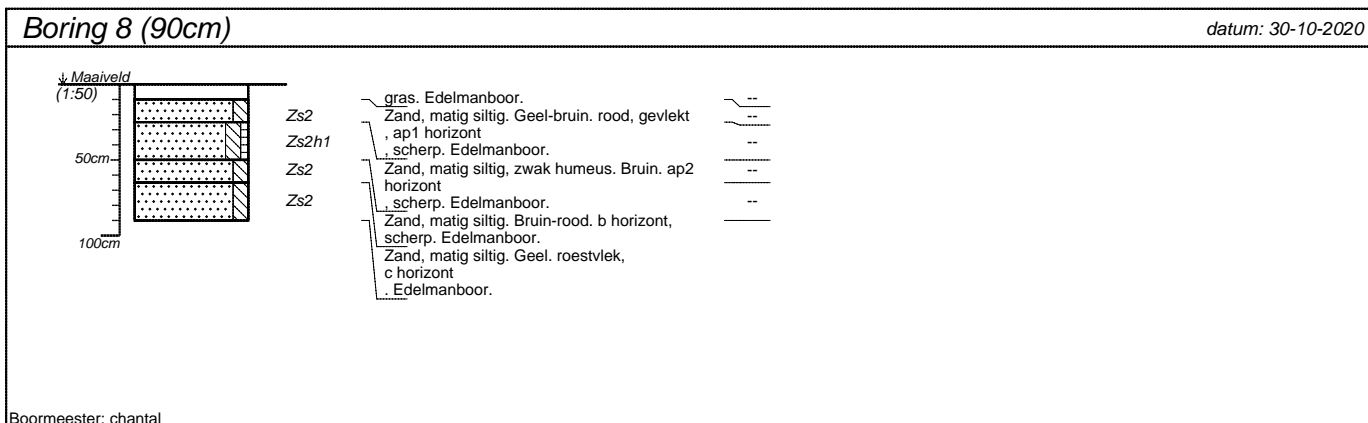 Boring 8 (90cm)
datum: 30-10-2020
Maaiveld
(1:50)
50cm
100cm
Zs2
Zs2h1
Zs2
Zs2
gras. Edelmanboor.
Zand, matig siltig. Geel-bruin. rood, gevlekt
, ap1 horizont
, scherp. Edelmanboor.
Zand, matig siltig, zwak humeus. Bruin. ap2
horizont
, scherp. Edelmanboor.
Zand, matig siltig. Bruin-rood. b horizont,
scherp. Edelmanboor.
Zand, matig siltig. Geel. roestvlek,
c horizont
. Edelmanboor.
--
--
--
--
--
Boormeester: chantal